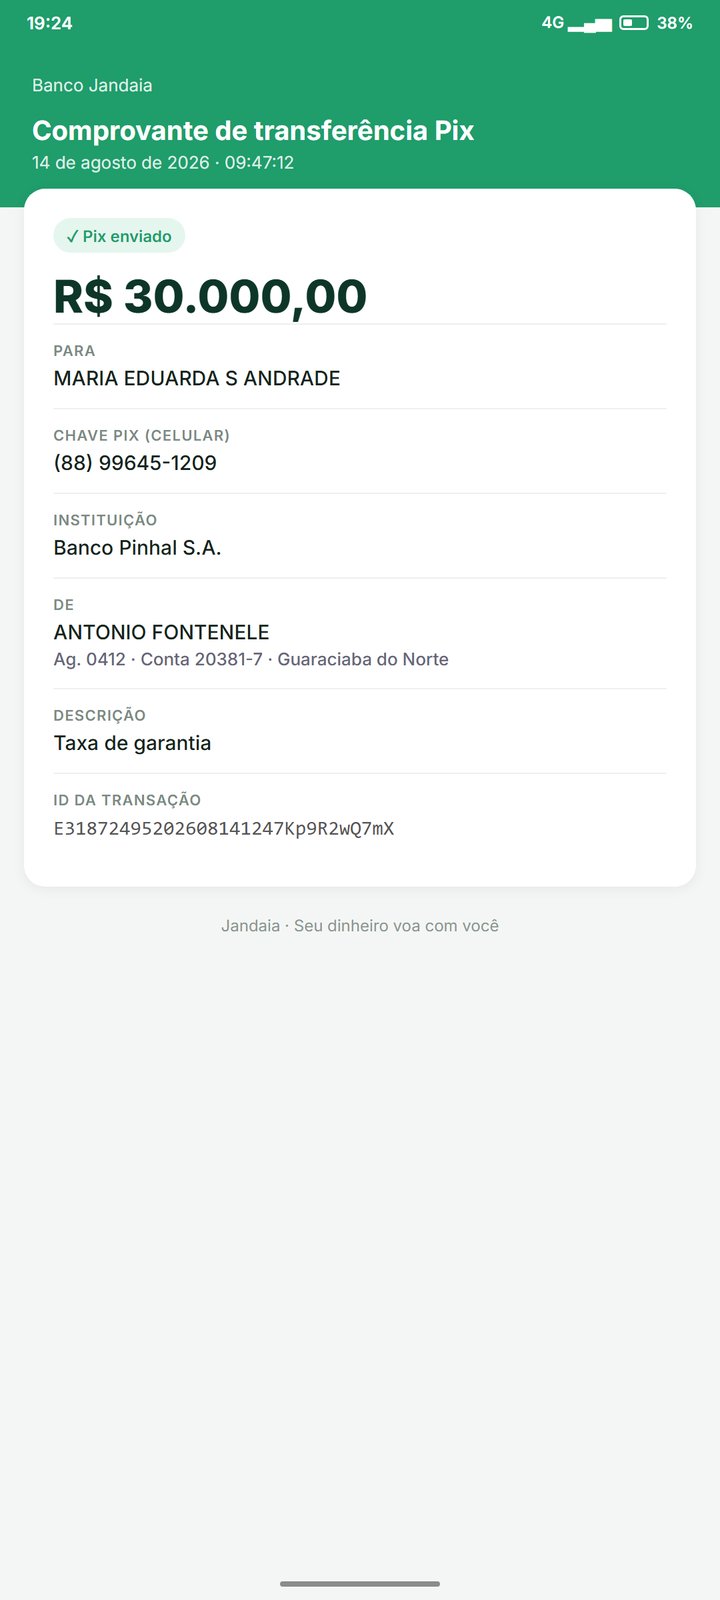 19:24
4G 38%
Banco Jandaia
Comprovante de transferência Pix
14 de agosto de 2026 · 09:47:12
✓ Pix enviado
R$ 30.000,00
PARA
MARIA EDUARDA S ANDRADE
CHAVE PIX (CELULAR)
(88) 99645-1209
INSTITUIÇÃO
Banco Pinhal S.A.
DE
ANTONIO FONTENELE
Ag. 0412 · Conta 20381-7 · Guaraciaba do Norte
DESCRIÇÃO
Taxa de garantia
ID DA TRANSAÇÃO
E31872495202608141247Kp9R2wQ7mX
Jandaia · Seu dinheiro voa com você